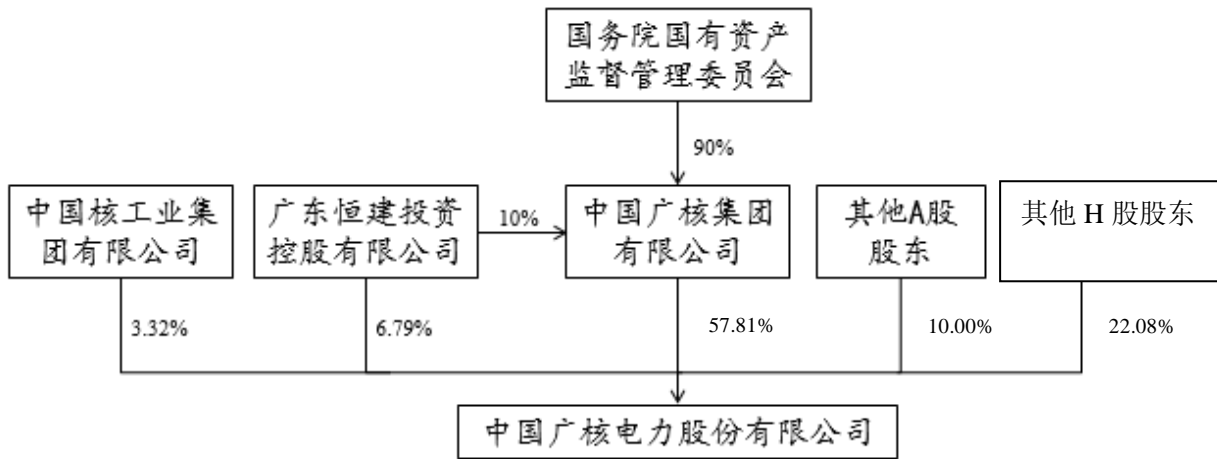 国务院国有资产
监督管理委员会
90%
中国核工业集
团有限公司
广东恒建投资
控股有限公司
10%
中国广核集团
有限公司
其他A股
股东
其他 H 股股东
3.32%
6.79%
57.81%
10.00%
22.08%
中国广核电力股份有限公司